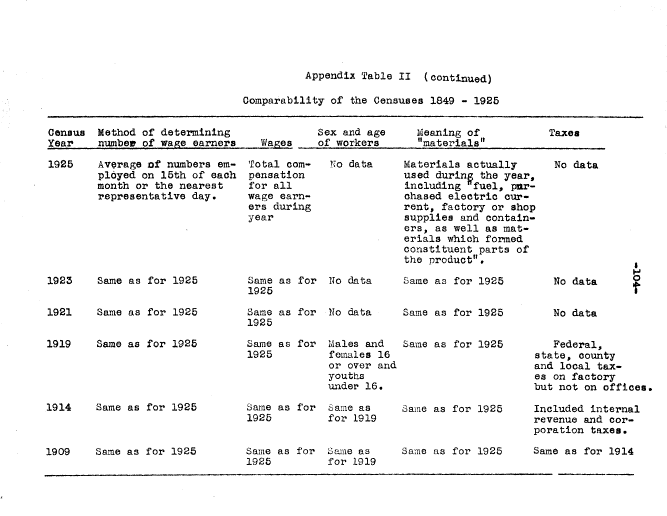 Appendix Table II (continued)
Comparability of the Censuses 1849 - 1925
Census Method of determining Sex and age Meaning of Taxes
Year number of wage earners Wages of workers "materials"
1925 Average of numbers em- Total com- No data Materials actually No data
ployed on 15th of each pensation used during the year,
month or the nearest for all including "fuel, pur-
representative day. wage earn- chased electric cur-
ers during rent, factory or shop
year supplies and contain-
ers, as well as mat-
erials which formed
constituent parts of
the product".
1923 Same as for 1925 Same as for No data Same as for 1925 No data
1925
-104-
1921 Same as for 1925 Same as for No data Same as for 1925 No data
1925
1919 Same as for 1925 Same as for Males and Same as for 1925 Federal,
1925 females 16 state, county
or over and and local tax-
youths es on factory
under 16. but not on offices.
1914 Same as for 1925 Same as for Same as Same as for 1925 Included internal
1925 for 1919 revenue and cor-
poration taxes.
1909 Same as for 1925 Same as for Same as Same as for 1925 Same as for 1914
1925 for 1919